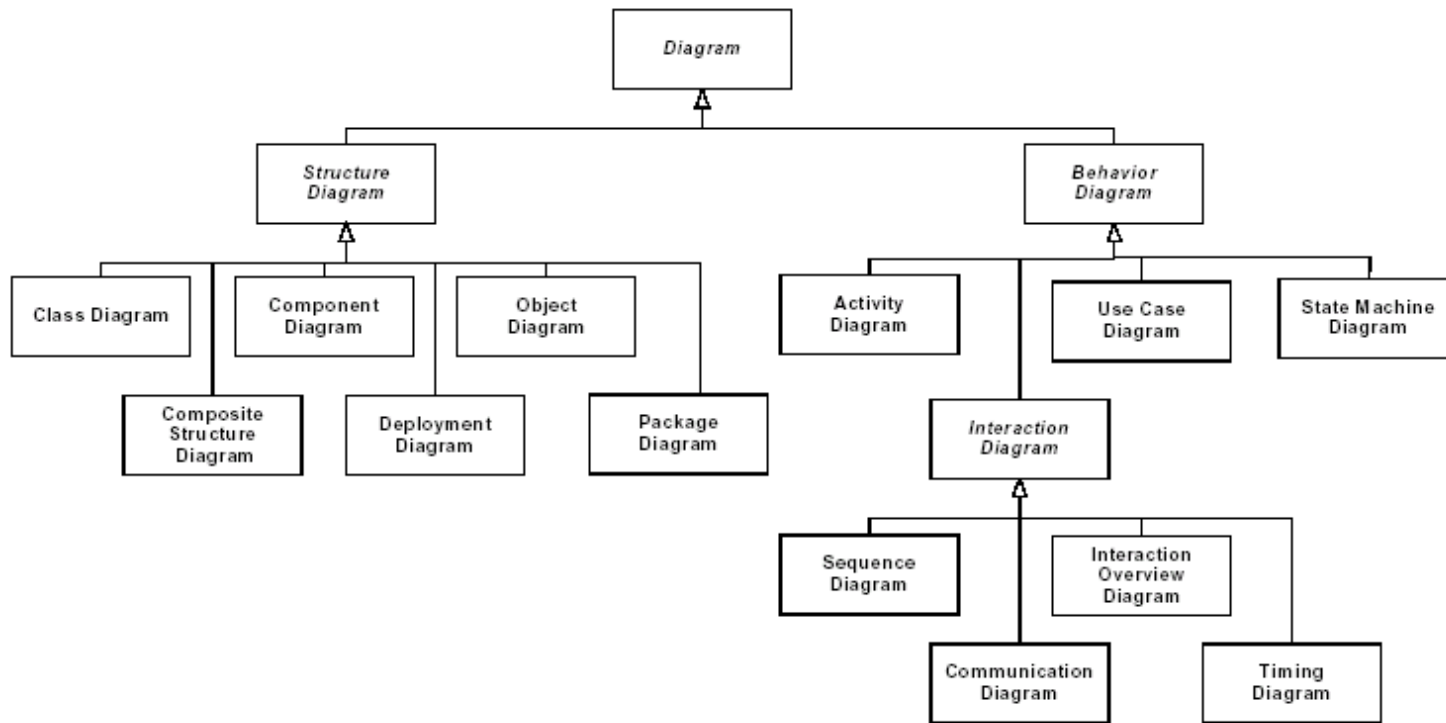 Diagram
Structure
Diagram
Behavior
Diagram
Class Diagram
Component
Diagram
Object
Diagram
Activity
Diagram
Use Case
Diagram
State Machine
Diagram
Composite
Structure
Diagram
Deployment
Diagram
Package
Diagram
Interaction
Diagram
Sequence
Diagram
Interaction
Overview
Diagram
Communication
Diagram
Timing
Diagram